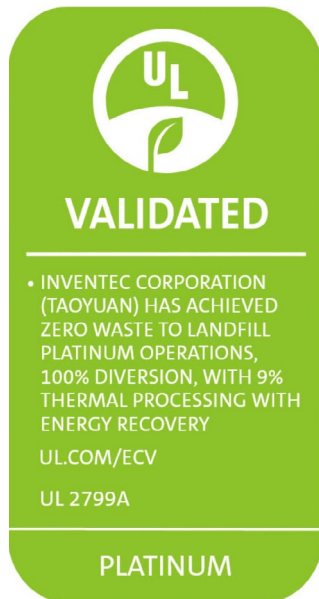 UL
VALIDATED
• INVENTEC CORPORATION
(TAOYUAN) HAS ACHIEVED
ZERO WASTE TO LANDFILL
PLATINUM OPERATIONS,
100% DIVERSION, WITH 9%
THERMAL PROCESSING WITH
ENERGY RECOVERY
UL.COM/ECV
UL 2799A
PLATINUM